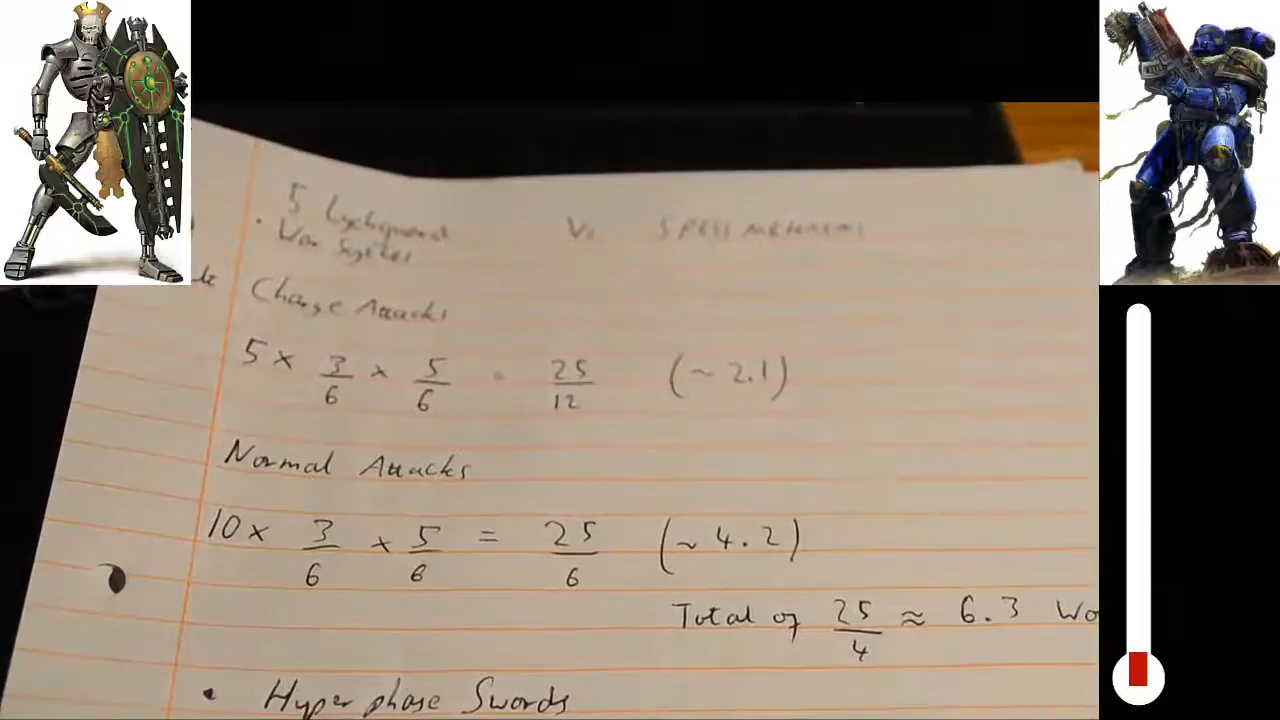 5 Lychguard Vs SPESS MEHREENS
• War Scythes
Charge Attacks
5 × 3/6 × 5/6 = 25/12 (~ 2.1)
Normal Attacks
10 × 3/6 × 5/6 = 25/6 (~ 4.2)
Total of 25/4 ≈ 6.3 Wo
• Hyperphase Swords